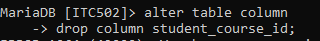 MariaDB [ITC502]> alter table column
    -> drop column student_course_id;